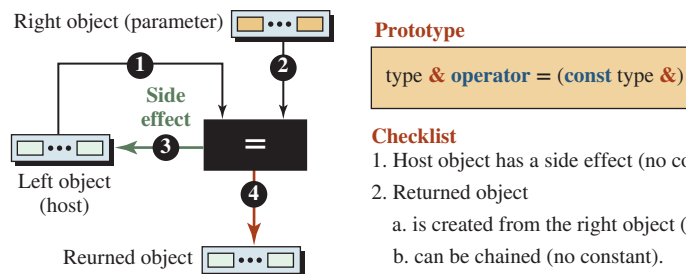 Right object (parameter)
1
2
Side
effect
=
3
Left object
(host)
4
Reurned object
Prototype
type & operator = (const type &)
Checklist
1. Host object has a side effect (no
2. Returned object
a. is created from the right object (
b. can be chained (no constant).